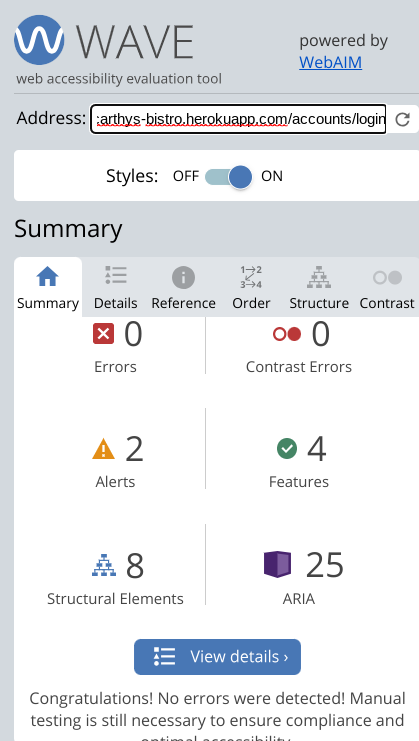 WAVE
web accessibility evaluation tool
powered by
WebAIM
Address: :arthys-bistro.herokuapp.com/accounts/login
Styles: OFF ON
Summary
Summary Details Reference Order Structure Contrast
0 Errors
0 Contrast Errors
2 Alerts
4 Features
8 Structural Elements
25 ARIA
View details ›
Congratulations! No errors were detected! Manual
testing is still necessary to ensure compliance and
optimal accessibility.